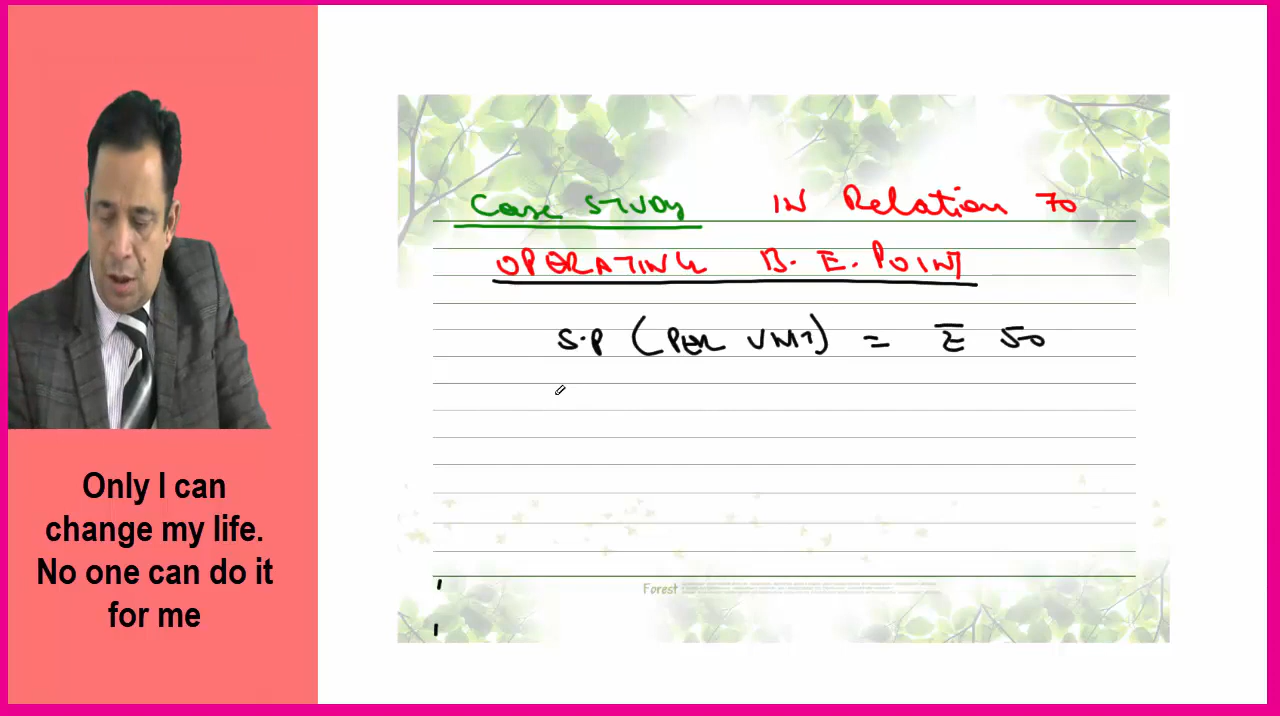 Case STUDY IN Relation TO
OPERATING B.E. POINT
S.P (PER UNIT) = ₹ 50
Only I can
change my life.
No one can do it
for me
Forest